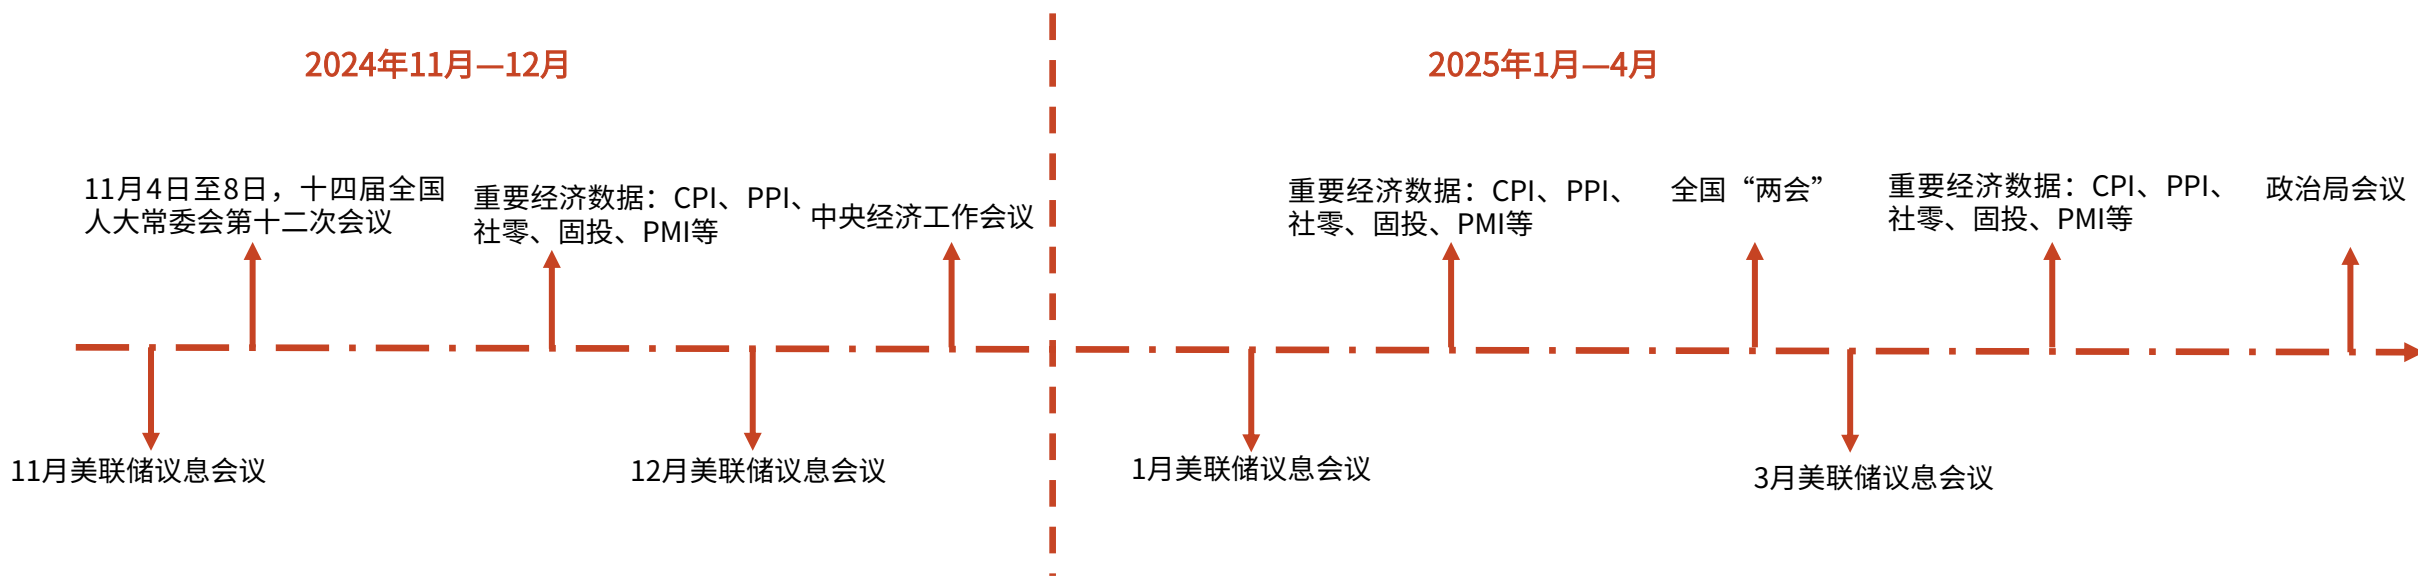 2024年11月—12月
2025年1月—4月
11月4日至8日，十四届全国
人大常委会第十二次会议
重要经济数据：CPI、PPI、
社零、固投、PMI等
中央经济工作会议
重要经济数据：CPI、PPI、
社零、固投、PMI等
全国“两会”
重要经济数据：CPI、PPI、
社零、固投、PMI等
政治局会议
11月美联储议息会议
12月美联储议息会议
1月美联储议息会议
3月美联储议息会议